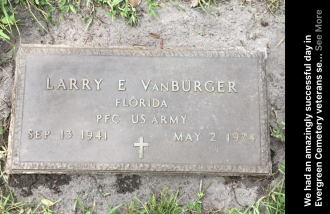 LARRY E VANBURGER
FLORIDA
PFC US ARMY
SEP 13 1941 MAY 2 1974
We had an amazingly successful day in
Evergreen Cemetery veterans se... See More